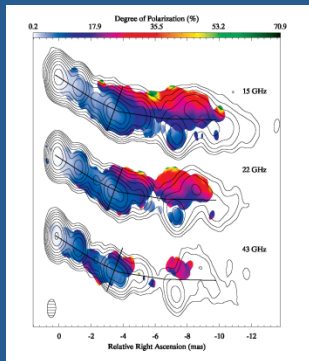 Degree of Polarization (%)
0.2 17.9 35.5 53.2 70.9
15 GHz
22 GHz
43 GHz
0 -2 -4 -6 -8 -10 -12
Relative Right Ascension (mas)